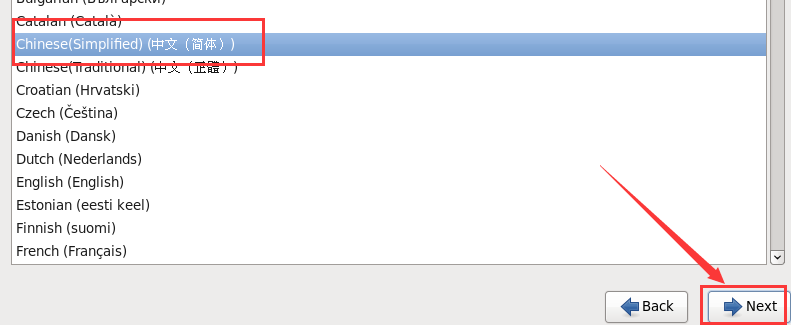 Bulgarian (Български)
Catalan (Català)
Chinese(Simplified) (中文（简体）)
Chinese(Traditional) (中文（正體）)
Croatian (Hrvatski)
Czech (Čeština)
Danish (Dansk)
Dutch (Nederlands)
English (English)
Estonian (eesti keel)
Finnish (suomi)
French (Français)
Back
Next